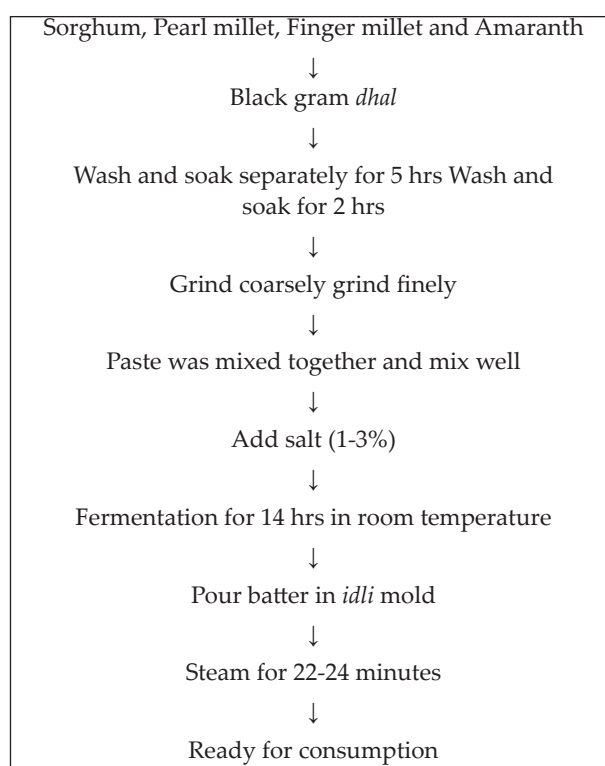 Sorghum, Pearl millet, Finger millet and Amaranth
↓
Black gram dhal
↓
Wash and soak separately for 5 hrs Wash and
soak for 2 hrs
↓
Grind coarsely grind finely
↓
Paste was mixed together and mix well
↓
Add salt (1-3%)
↓
Fermentation for 14 hrs in room temperature
↓
Pour batter in idli mold
↓
Steam for 22-24 minutes
↓
Ready for consumption